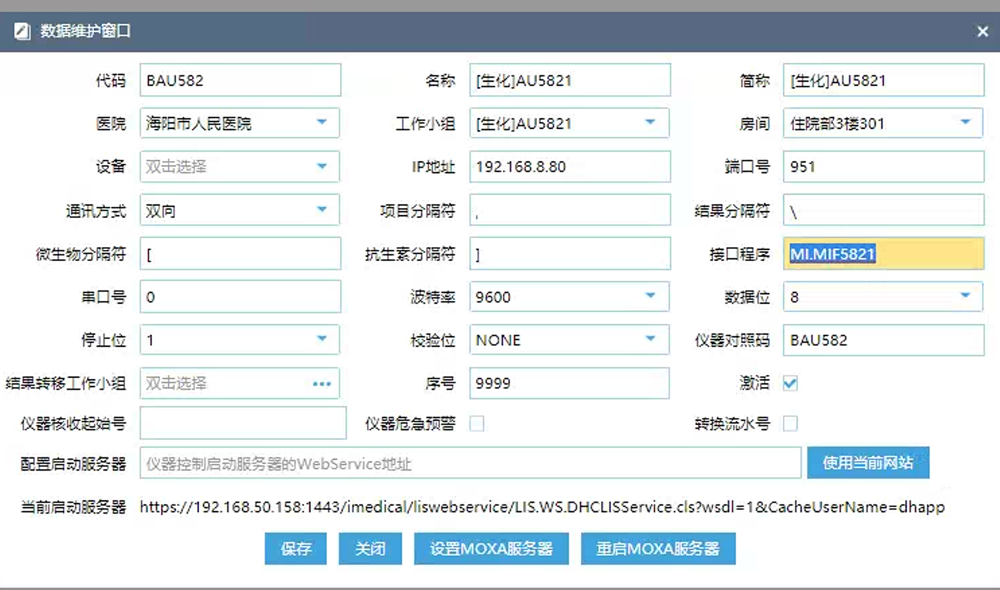 数据维护窗口
代码 BAU582 名称 [生化]AU5821 简称 [生化]AU5821
医院 海阳市人民医院 工作小组 [生化]AU5821 房间 住院部3楼301
设备 双击选择 IP地址 192.168.8.80 端口号 951
通讯方式 双向 项目分隔符 , 结果分隔符 \
微生物分隔符 [ 抗生素分隔符 ] 接口程序 MI.MIF5821
串口号 0 波特率 9600 数据位 8
停止位 1 校验位 NONE 仪器对照码 BAU582
结果转移工作小组 双击选择 序号 9999 激活
仪器核收起始号 仪器危急预警 转换流水号
配置启动服务器 仪器控制启动服务器的WebService地址 使用当前网站
当前启动服务器 https://192.168.50.158:1443/imedical/liswebservice/LIS.WS.DHCLISService.cls?wsdl=1&CacheUserName=dhapp
保存 关闭 设置MOXA服务器 重启MOXA服务器